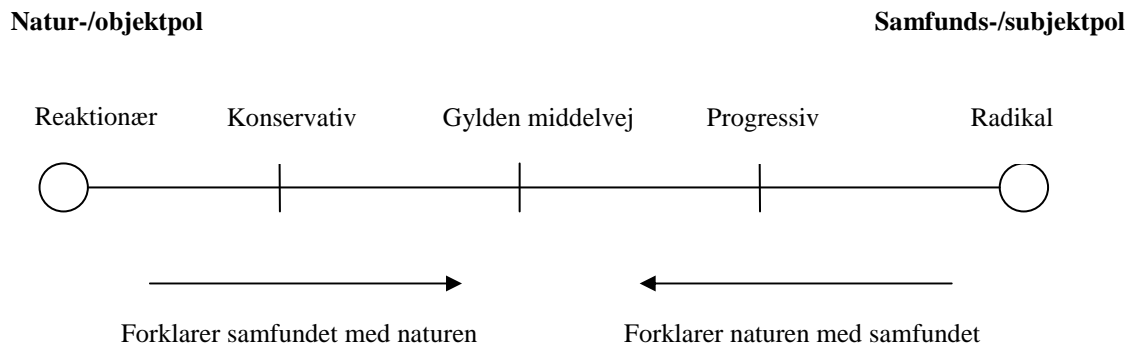 Natur-/objektpol Samfunds-/subjektpol
Reaktionær Konservativ Gylden middelvej Progressiv Radikal
Forklarer samfundet med naturen Forklarer naturen med samfundet